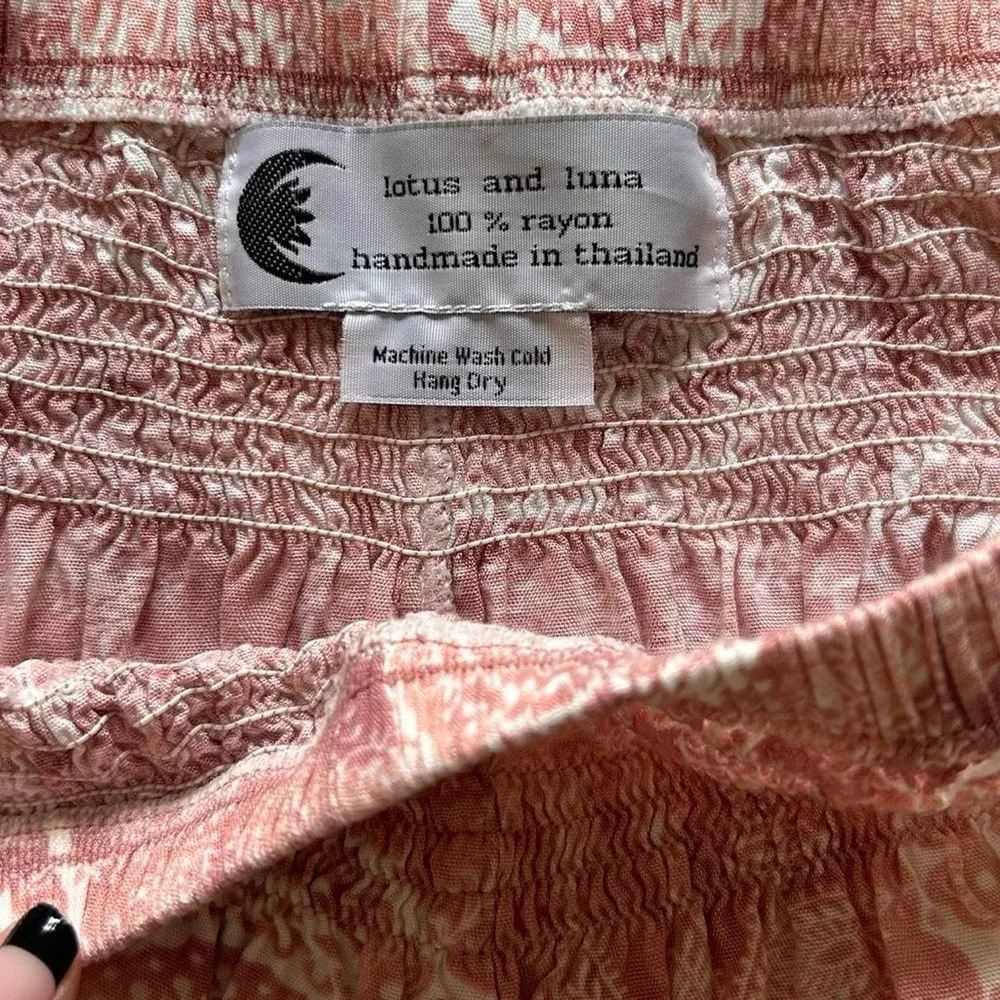 lotus and luna
100 % rayon
handmade in thailand
Machine Wash Cold
Hang Dry